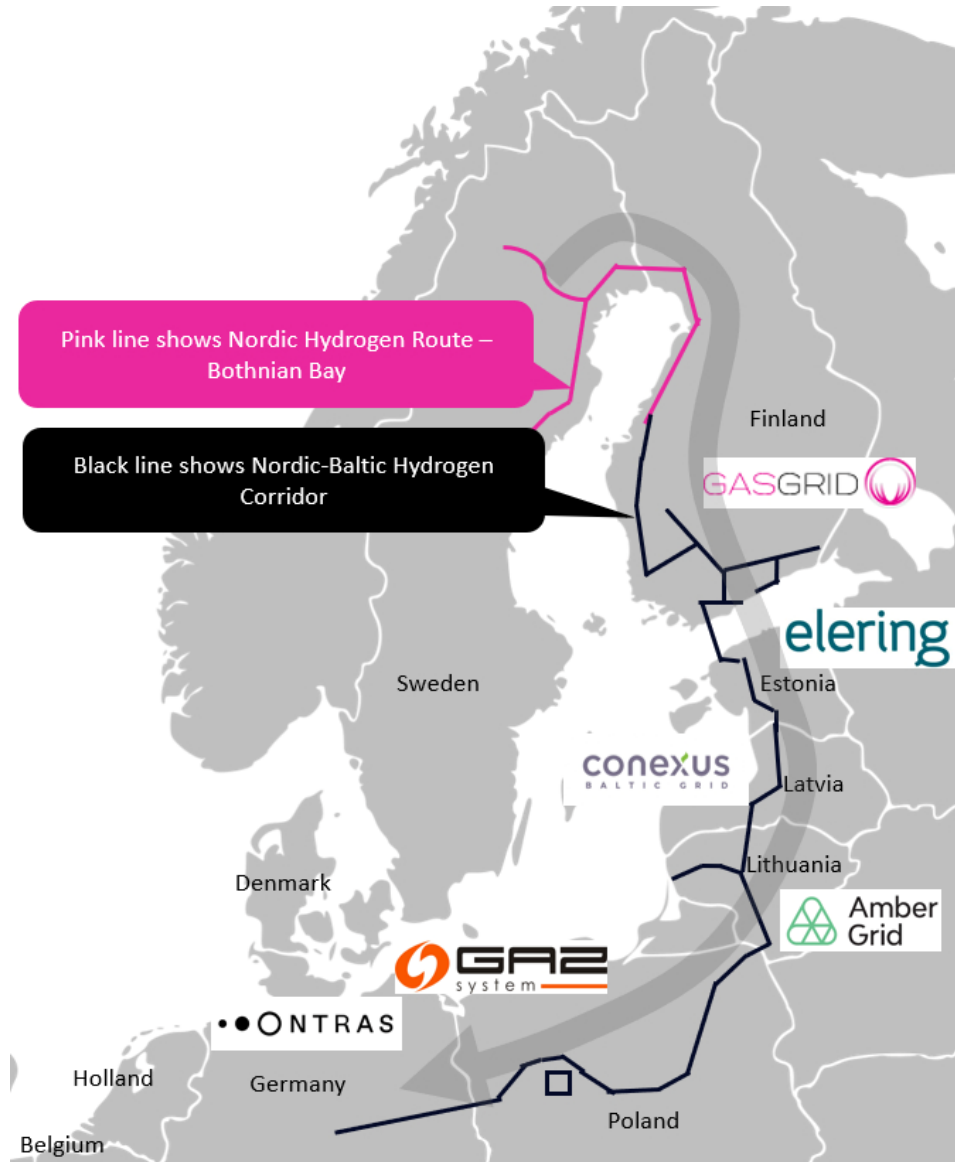 Pink line shows Nordic Hydrogen Route –
Bothnian Bay
Finland
Black line shows Nordic-Baltic Hydrogen
Corridor
GASGRID
elering
Sweden
Estonia
conexus
BALTIC GRID
Latvia
Lithuania
Denmark
Amber
Grid
GAZ
system
ONTRAS
Holland
Germany
Poland
Belgium